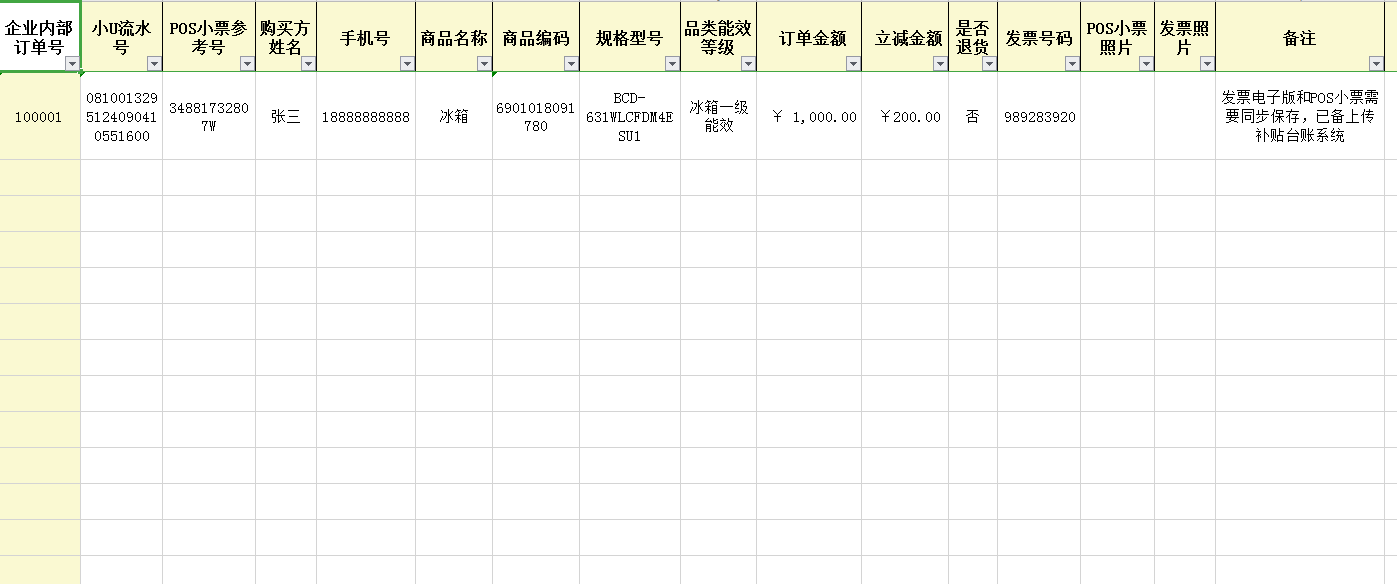 企业内部
订单号
小U流水
号
POS小票参
考号
购买方
姓名
手机号
商品名称
商品编码
规格型号
品类能效
等级
订单金额
立减金额
是否
退货
发票号码
POS小票
照片
发票照
片
备注
100001
081001329
512409041
0551600
3488173280
7W
张三
18888888888
冰箱
6901018091
780
BCD-
631WLCFDM4E
SU1
冰箱一级
能效
¥ 1,000.00
¥200.00
否
989283920
发票电子版和POS小票需
要同步保存，已备上传
补贴台账系统